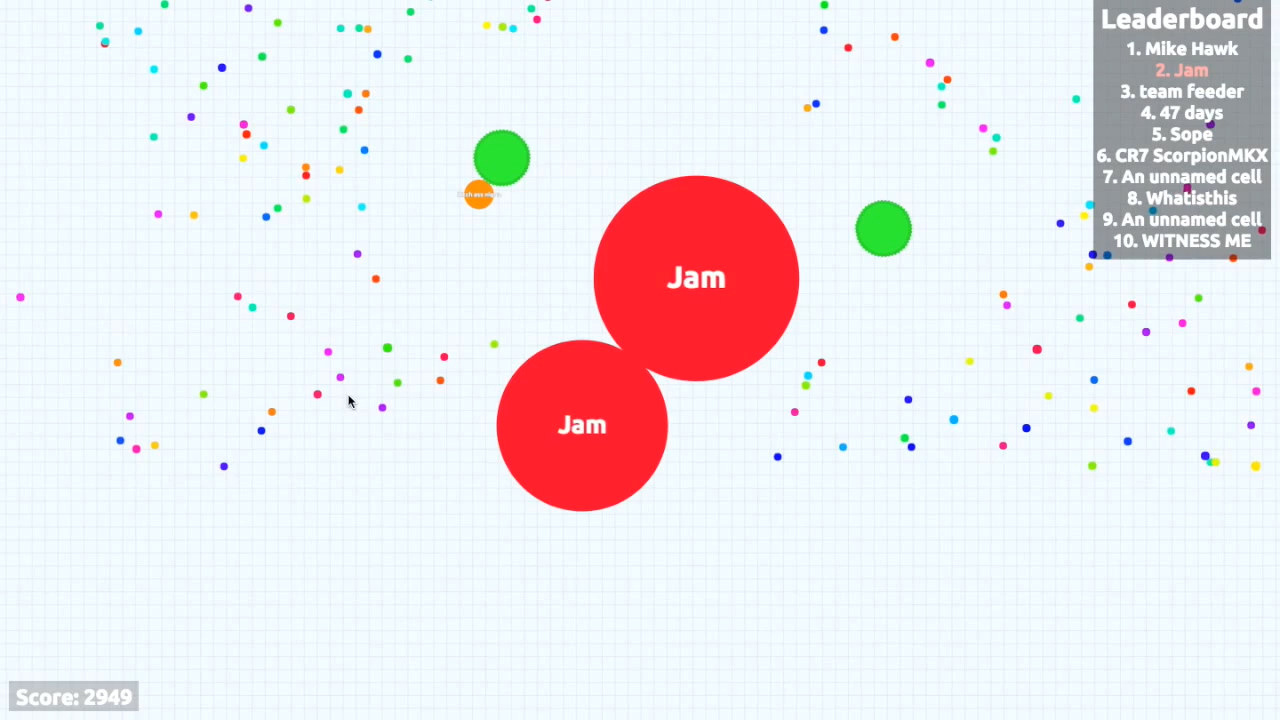 Leaderboard
1. Mike Hawk
2. Jam
3. team feeder
4. 47 days
5. Sope
6. CR7 ScorpionMKX
7. An unnamed cell
8. Whatisthis
9. An unnamed cell
10. WITNESS ME
Jam
Jam
Score: 2949